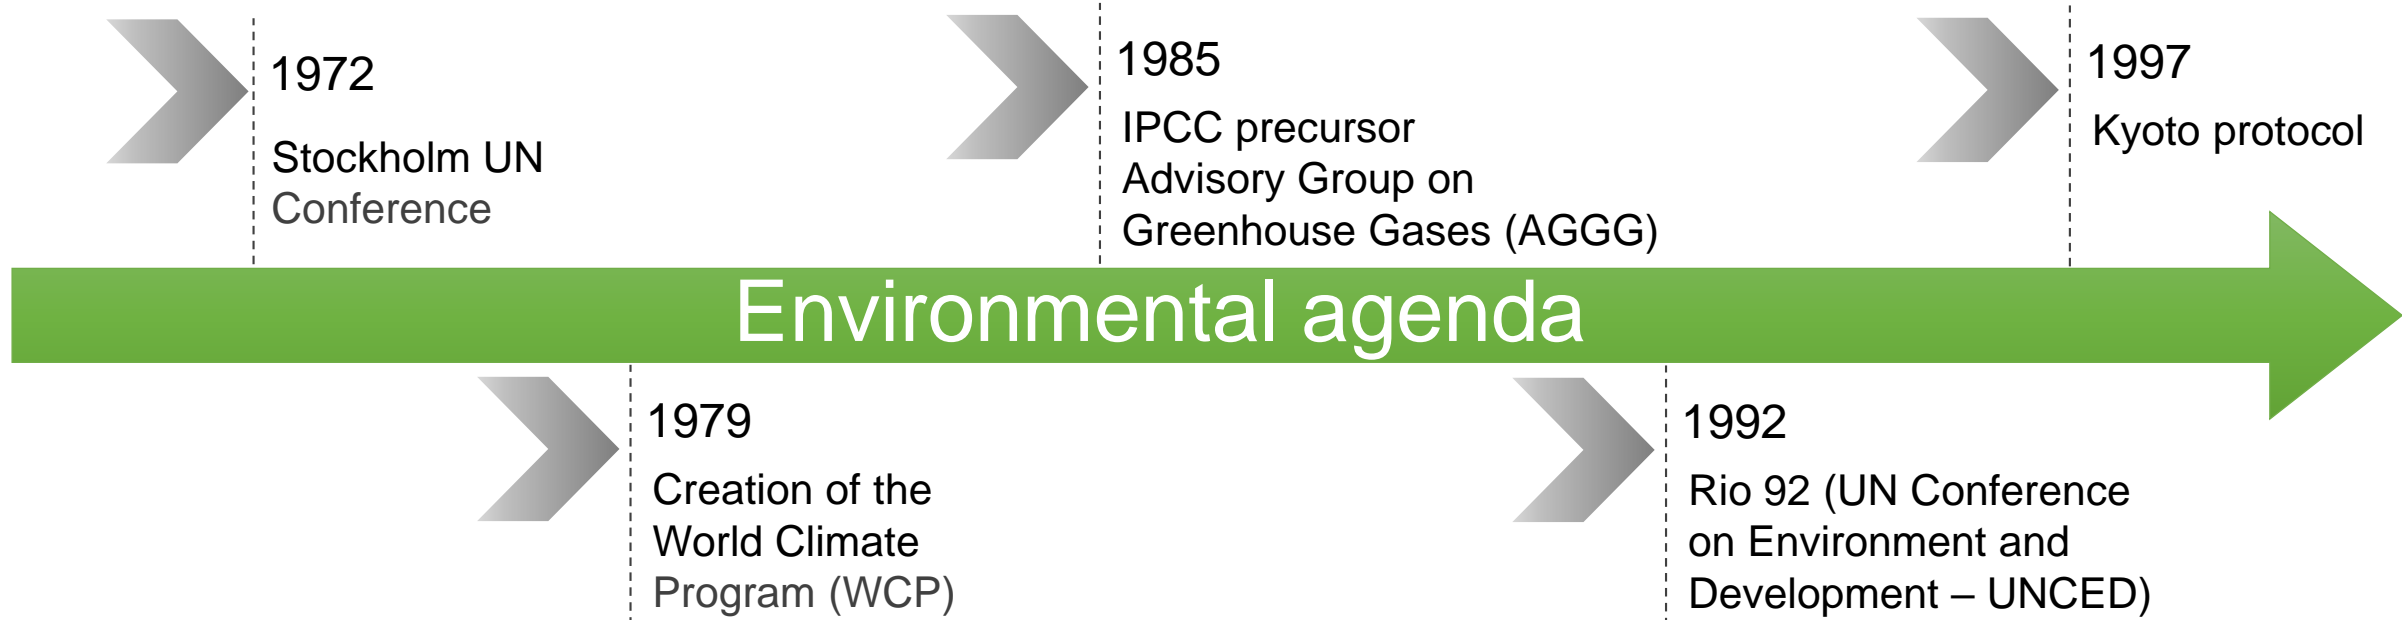 1972
Stockholm UN
Conference
1985
IPCC precursor
Advisory Group on
Greenhouse Gases (AGGG)
1997
Kyoto protocol
Environmental agenda
1979
Creation of the
World Climate
Program (WCP)
1992
Rio 92 (UN Conference
on Environment and
Development – UNCED)